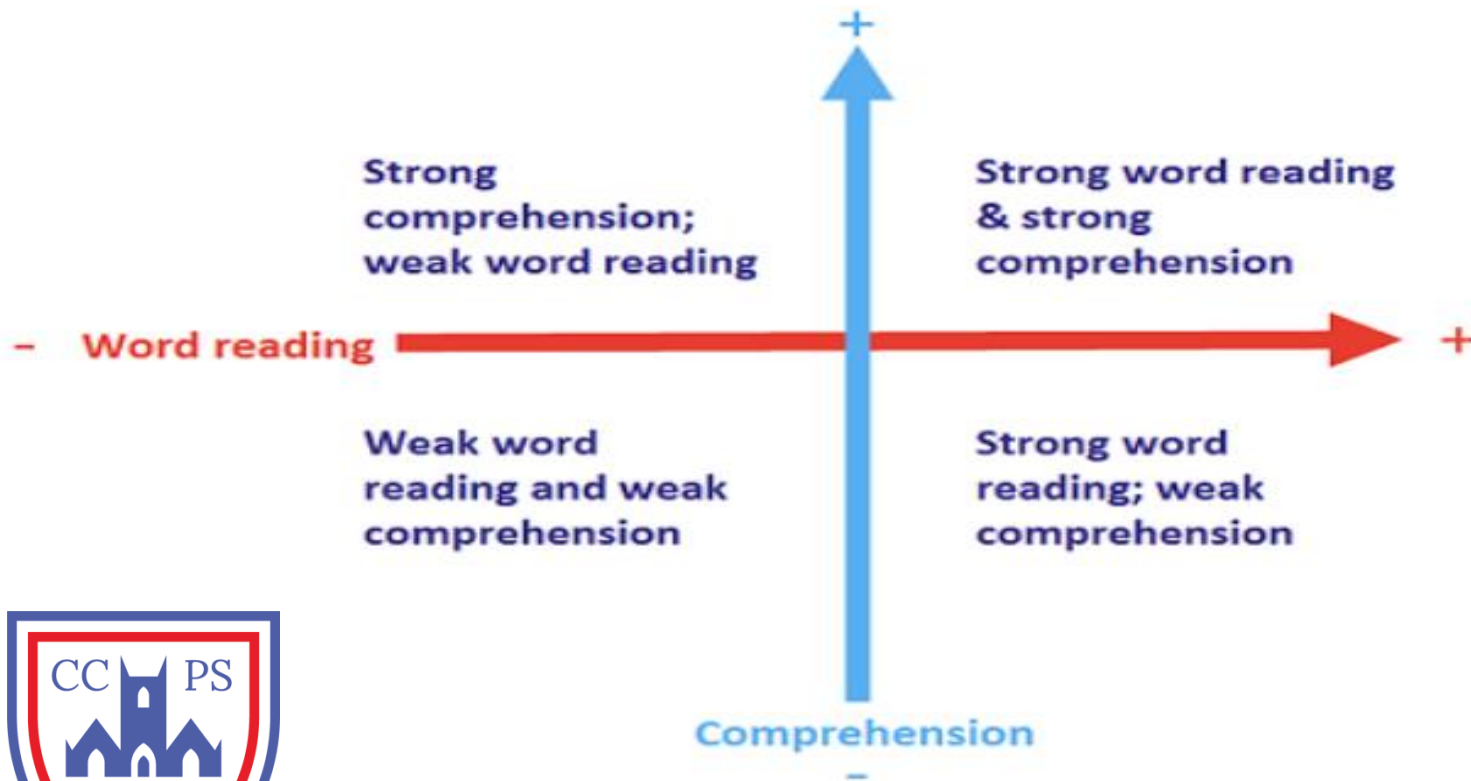 +
Strong
comprehension;
weak word reading
Strong word reading
& strong
comprehension
- Word reading
+
Weak word
reading and weak
comprehension
Strong word
reading; weak
comprehension
Comprehension
-
CC PS